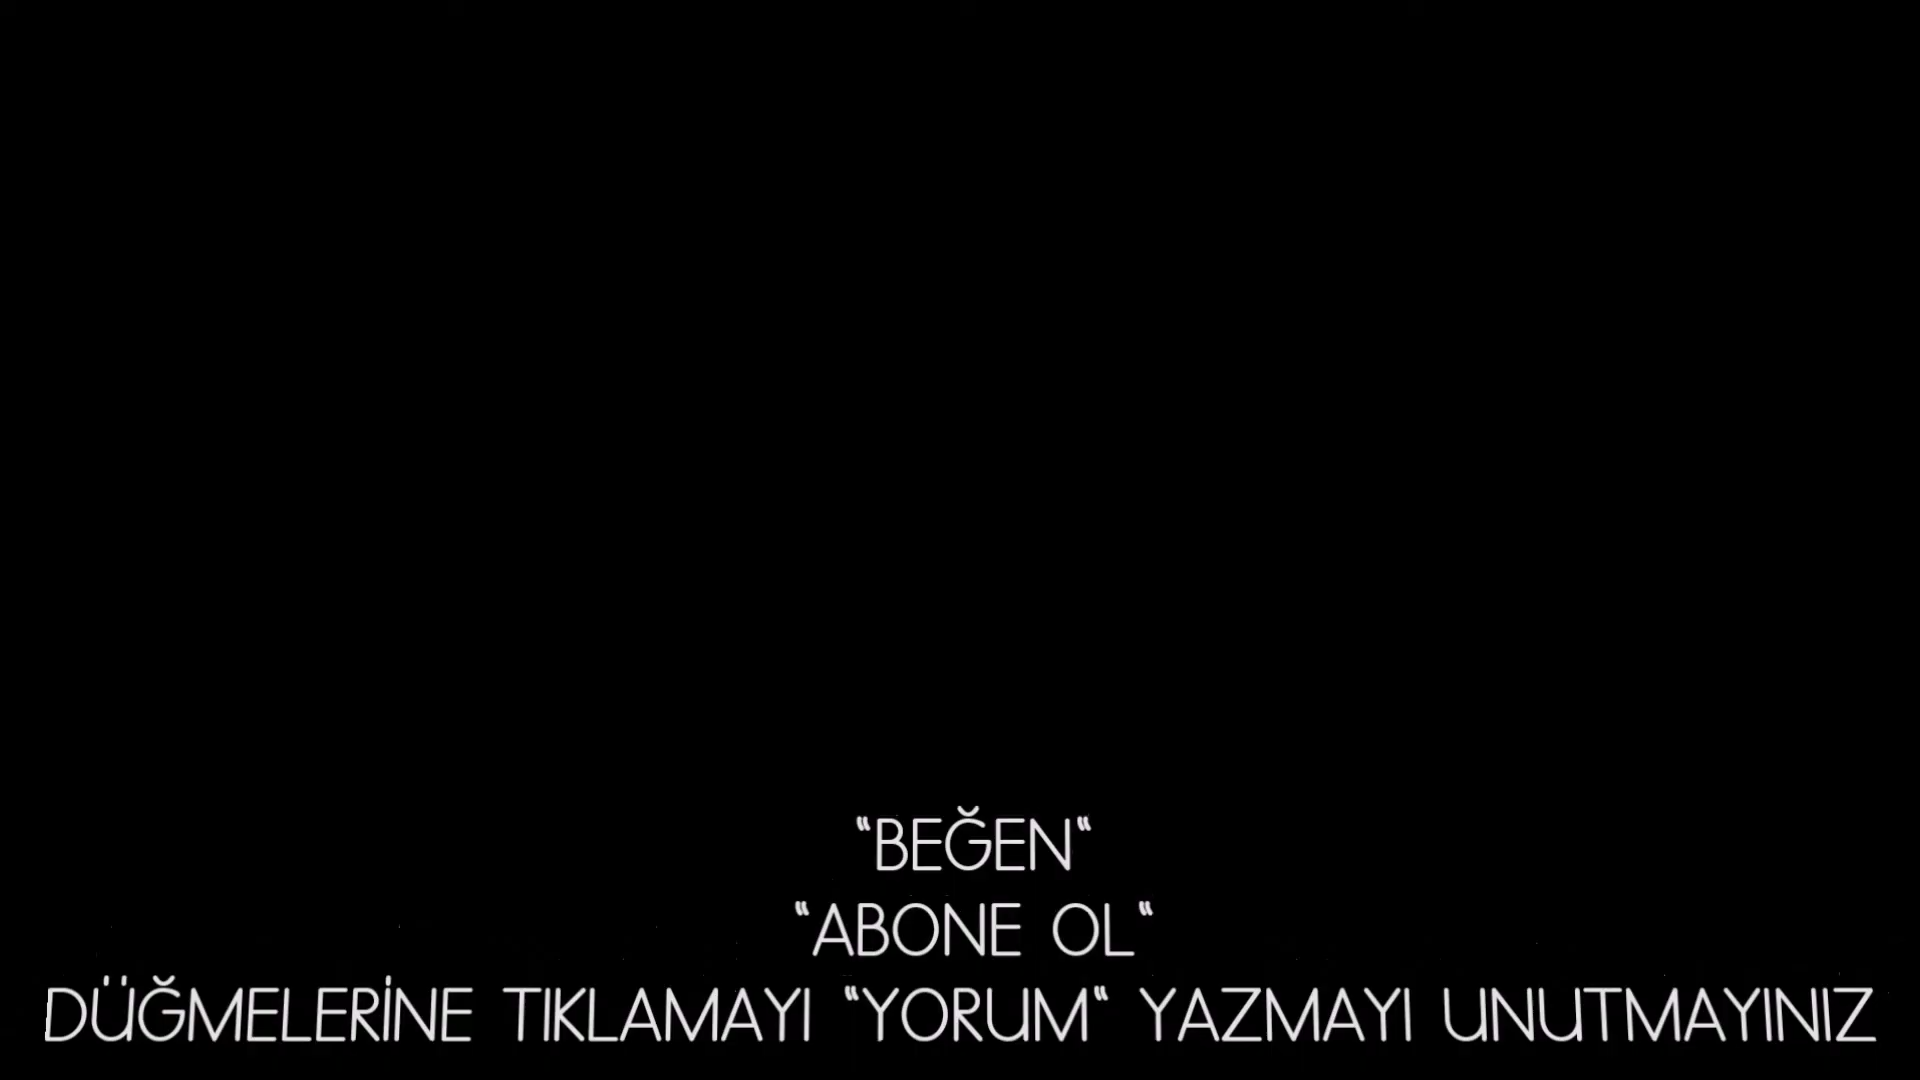 “BEĞEN“
“ABONE OL“
DÜĞMELERİNE TIKLAMAYI “YORUM“ YAZMAYI UNUTMAYINIZ